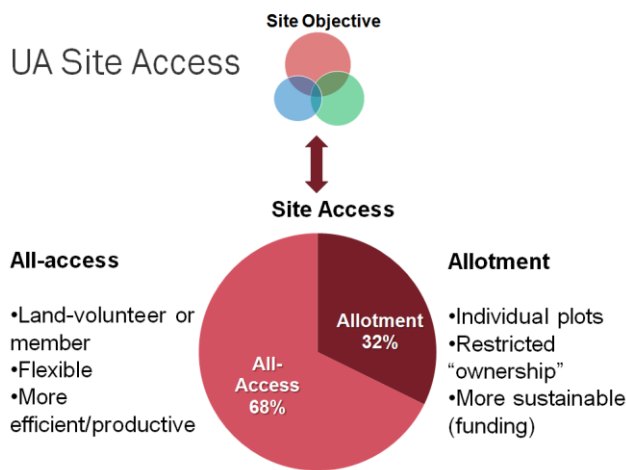 Site Objective
UA Site Access
Site Access
All-access
•Land-volunteer or
member
•Flexible
•More
efficient/productive
All-
Access
68%
Allotment
32%
Allotment
•Individual plots
•Restricted
“ownership”
•More sustainable
(funding)